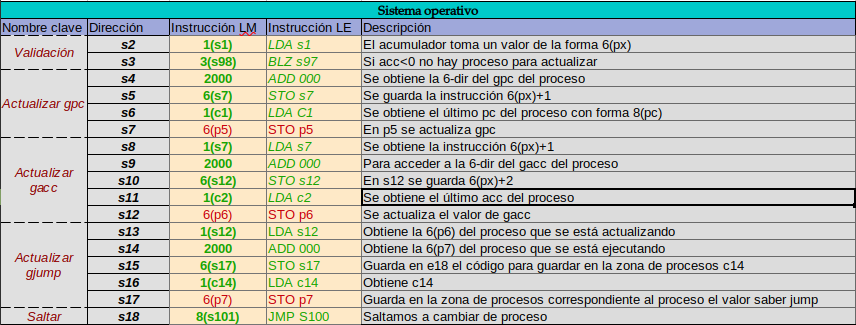 Sistema operativo
Nombre clave Dirección Instrucción LM Instrucción LE Descripción
Validación
s2 1(s1) LDA s1 El acumulador toma un valor de la forma 6(px)
s3 3(s98) BLZ s97 Si acc<0 no hay proceso para actualizar
Actualizar gpc
s4 2000 ADD 000 Se obtiene la 6-dir del gpc del proceso
s5 6(s7) STO s7 Se guarda la instrucción 6(px)+1
s6 1(c1) LDA C1 Se obtiene el último pc del proceso con forma 8(pc)
s7 6(p5) STO p5 En p5 se actualiza gpc
Actualizar
gacc
s8 1(s7) LDA s7 Se obtiene la instrucción 6(px)+1
s9 2000 ADD 000 Para acceder a la 6-dir del gacc del proceso
s10 6(s12) STO s12 En s12 se guarda 6(px)+2
s11 1(c2) LDA c2 Se obtiene el último acc del proceso
s12 6(p6) STO p6 Se actualiza el valor de gacc
Actualizar
gjump
s13 1(s12) LDA s12 Obtiene la 6(p6) del proceso que se está actualizando
s14 2000 ADD 000 Obtiene la 6(p7) del proceso que se está ejecutando
s15 6(s17) STO s17 Guarda en e18 el código para guardar en la zona de procesos c14
s16 1(c14) LDA c14 Obtiene c14
s17 6(p7) STO p7 Guarda en la zona de procesos correspondiente al proceso el valor saber jump
Saltar s18 8(s101) JMP S100 Saltamos a cambiar de proceso